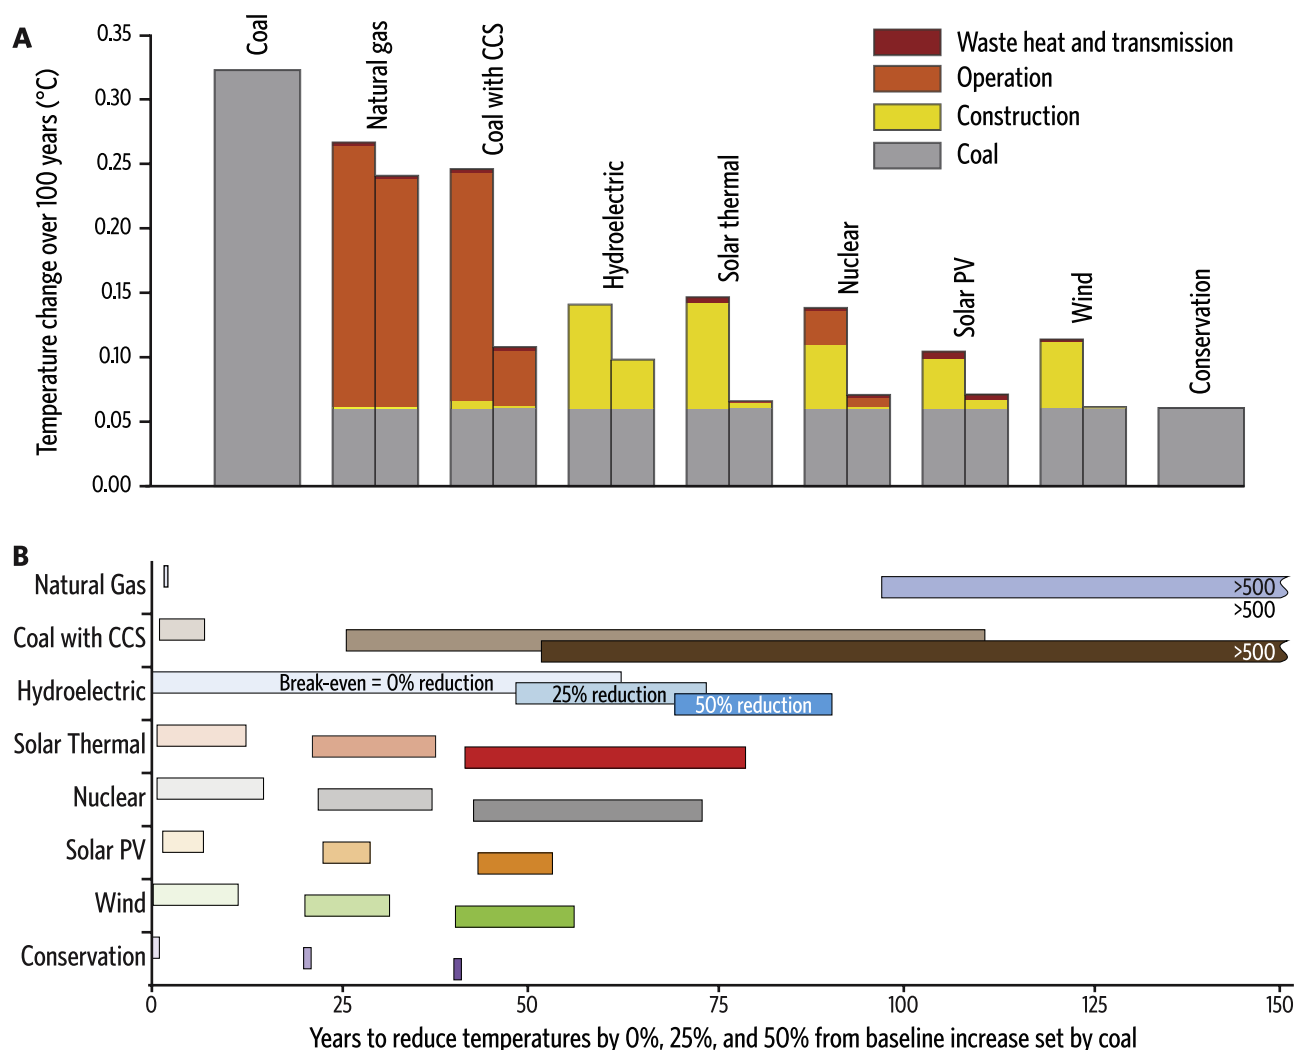 A
Temperature change over 100 years (°C)
0.35
0.30
0.25
0.20
0.15
0.10
0.05
0.00
Coal
Natural gas
Coal with CCS
Hydroelectric
Solar thermal
Nuclear
Solar PV
Wind
Conservation
Waste heat and transmission
Operation
Construction
Coal
B
Natural Gas
>500
>500
Coal with CCS
>500
Hydroelectric
Break-even = 0% reduction
25% reduction
50% reduction
Solar Thermal
Nuclear
Solar PV
Wind
Conservation
0 25 50 75 100 125 150
Years to reduce temperatures by 0%, 25%, and 50% from baseline increase set by coal